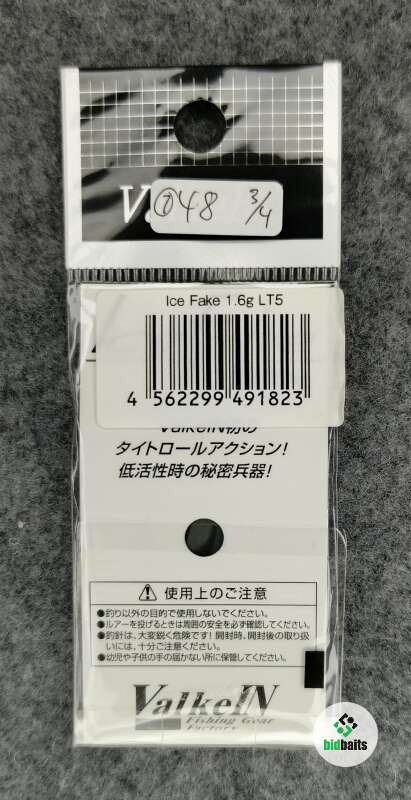 ⑦48 3/4
Ice Fake 1.6g LT5
4 562299 491823
ValkeIN初の
タイトロールアクション!
低活性時の秘密兵器!
⚠ 使用上のご注意
●釣り以外の目的で使用しないでください。
●ルアーを投げるときは周囲の安全を必ず確認してください。
●釣針は、大変鋭く危険です!開封時、開封後の取り扱
いには、十分ご注意ください。
●幼児や子供の手の届かない所に保管してください。
ValkeIN
Fishing Gear
Factory
bidbaits